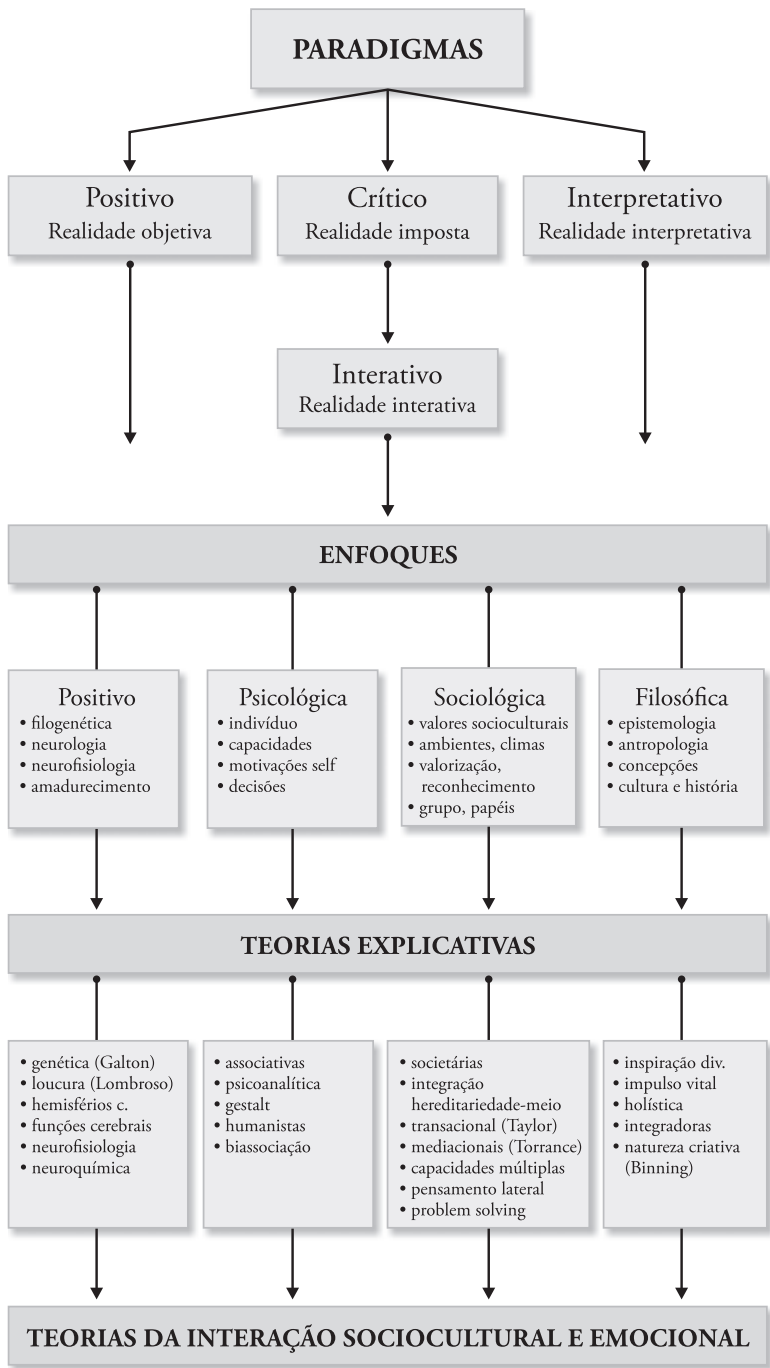 PARADIGMAS
Positivo
Realidade objetiva
Crítico
Realidade imposta
Interpretativo
Realidade interpretativa
Interativo
Realidade interativa
ENFOQUES
Positivo
• filogenética
• neurologia
• neurofisiologia
• amadurecimento
Psicológica
• indivíduo
• capacidades
• motivações self
• decisões
Sociológica
• valores socioculturais
• ambientes, climas
• valorização,
reconhecimento
• grupo, papéis
Filosófica
• epistemologia
• antropologia
• concepções
• cultura e história
TEORIAS EXPLICATIVAS
• genética (Galton)
• loucura (Lombroso)
• hemisférios c.
• funções cerebrais
• neurofisiologia
• neuroquímica
• associativas
• psicoanalítica
• gestalt
• humanistas
• biassociação
• societárias
• integração
hereditariedade-meio
• transacional (Taylor)
• mediacionais (Torrance)
• capacidades múltiplas
• pensamento lateral
• problem solving
• inspiração div.
• impulso vital
• holística
• integradoras
• natureza criativa
(Binning)
TEORIAS DA INTERAÇÃO SOCIOCULTURAL E EMOCIONAL